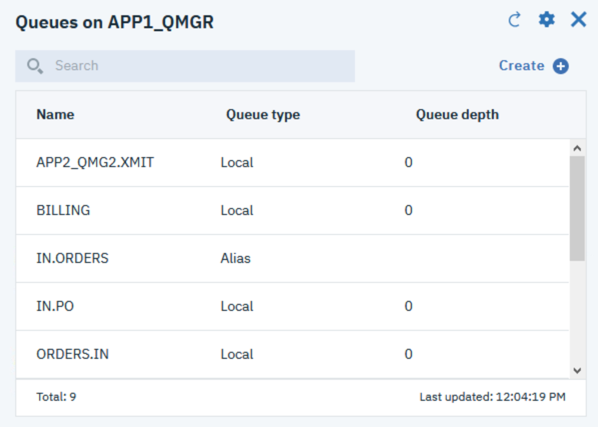 Queues on APP1_QMGR
Search
Create
Name Queue type Queue depth
APP2_QMG2.XMIT Local 0
BILLING Local 0
IN.ORDERS Alias
IN.PO Local 0
ORDERS.IN Local 0
Total: 9 Last updated: 12:04:19 PM